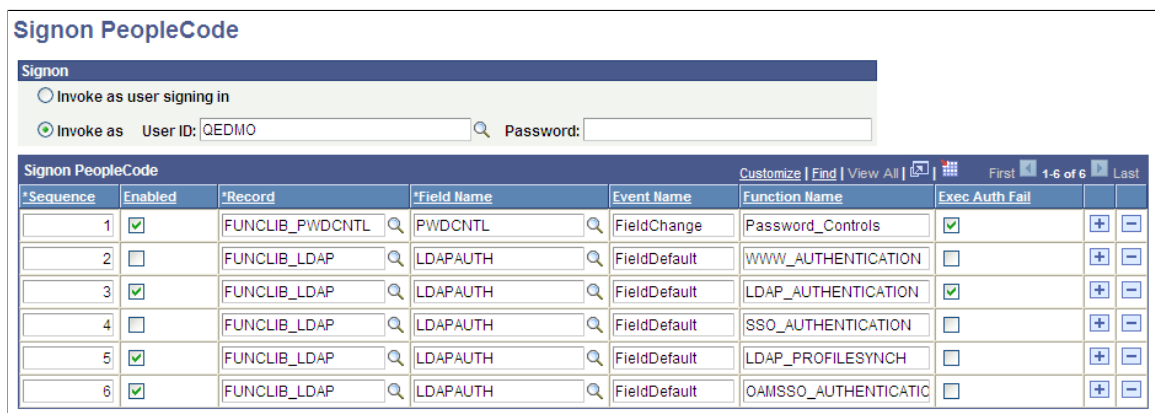 Signon PeopleCode
Signon
Invoke as user signing in
Invoke as User ID: QEDMO Password:
Signon PeopleCode Customize | Find | View All | | First 1-6 of 6 Last
*Sequence Enabled *Record *Field Name Event Name Function Name Exec Auth Fail
1 FUNCLIB_PWDCNTL PWDCNTL FieldChange Password_Controls
2 FUNCLIB_LDAP LDAPAUTH FieldDefault WWW_AUTHENTICATION
3 FUNCLIB_LDAP LDAPAUTH FieldDefault LDAP_AUTHENTICATION
4 FUNCLIB_LDAP LDAPAUTH FieldDefault SSO_AUTHENTICATION
5 FUNCLIB_LDAP LDAPAUTH FieldDefault LDAP_PROFILESYNCH
6 FUNCLIB_LDAP LDAPAUTH FieldDefault OAMSSO_AUTHENTICATIC